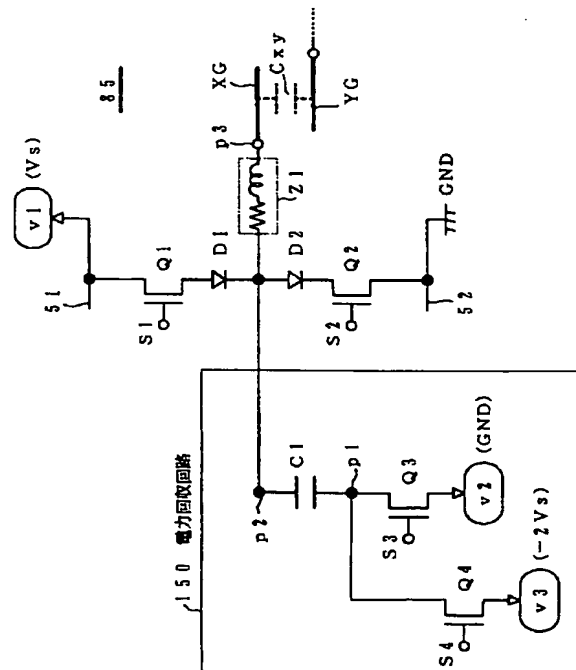 150 電力回収回路
85
v1 (Vs)
51
S1
Q1
D1
p3
XG
Cxy
YG
Z1
D2
S2
Q2
52
GND
p2
C1
p1
S3
Q3
v2 (GND)
S4
Q4
v3 (-2Vs)